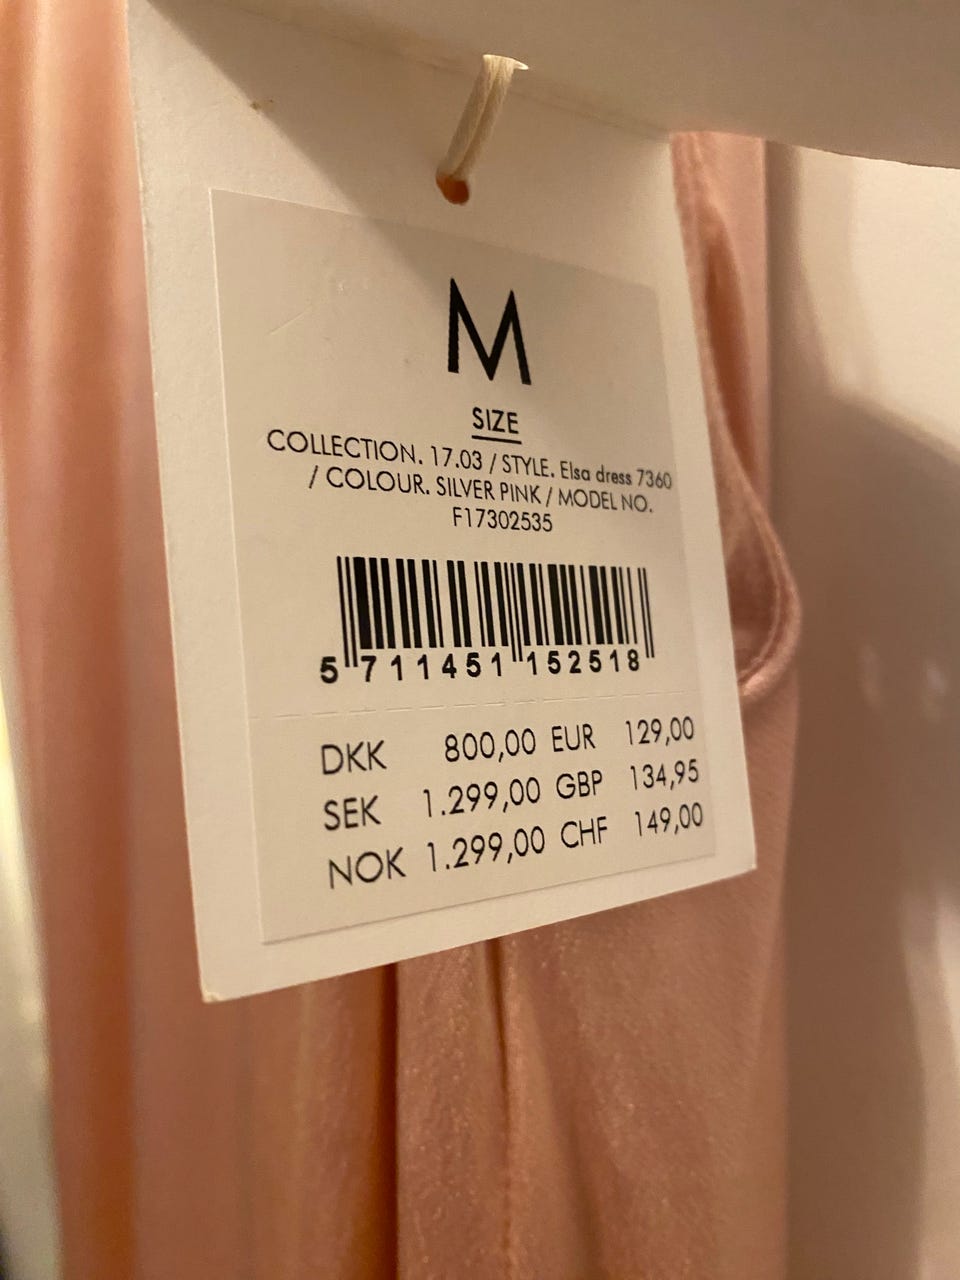 M
SIZE
COLLECTION. 17.03 / STYLE. Elsa dress 7360
/ COLOUR. SILVER PINK / MODEL NO.
F17302535
5 711451 152518
DKK 800,00 EUR 129,00
SEK 1.299,00 GBP 134,95
NOK 1.299,00 CHF 149,00